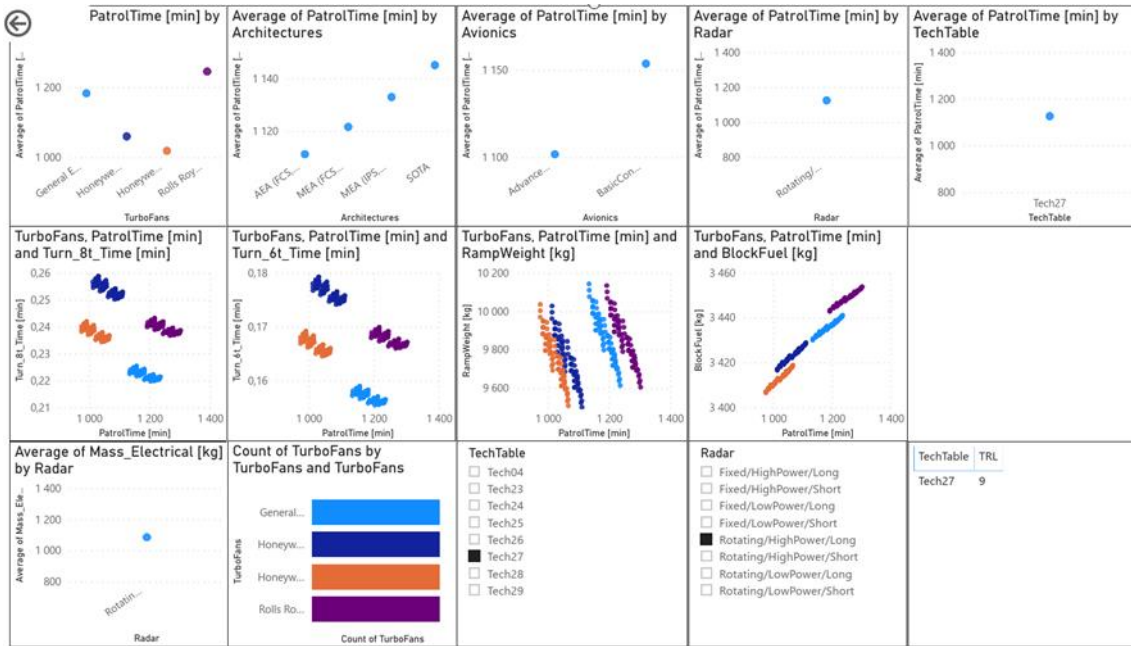 PatrolTime [min] by
Average of PatrolTime [...
1 200
1 000
General E...
Honeywe...
Honeywe...
Rolls Roy...
TurboFans
Average of PatrolTime [min] by
Architectures
Average of PatrolTime [...
1 140
1 120
AEA (FCS...
MEA (FCS...
MEA (IPS,...
SOTA
Architectures
Average of PatrolTime [min] by
Avionics
Average of PatrolTime [...
1 150
1 100
Advance...
BasicCon...
Avionics
Average of PatrolTime [min] by
Radar
Average of PatrolTime [...
1 400
1 200
1 000
800
Rotating/...
Radar
Average of PatrolTime [min] by
TechTable
Average of PatrolTime [min]
1 400
1 200
1 000
800
Tech27
TechTable
TurboFans, PatrolTime [min]
and Turn_8t_Time [min]
Turn_8t_Time [min]
0,26
0,25
0,24
0,23
0,22
0,21
1 000
1 200
1 400
PatrolTime [min]
TurboFans, PatrolTime [min] and
Turn_6t_Time [min]
Turn_6t_Time [min]
0,18
0,17
0,16
1 000
1 200
1 400
PatrolTime [min]
TurboFans, PatrolTime [min] and
RampWeight [kg]
RampWeight [kg]
10 200
10 000
9 800
9 600
1 000
1 200
1 400
PatrolTime [min]
TurboFans, PatrolTime [min]
and BlockFuel [kg]
BlockFuel [kg]
3 460
3 440
3 420
3 400
1 000
1 200
1 400
PatrolTime [min]
Average of Mass_Electrical [kg]
by Radar
Average of Mass_Ele...
1 400
1 200
1 000
800
Rotatin...
Radar
Count of TurboFans by
TurboFans and TurboFans
TurboFans
General...
Honeyw...
Honeyw...
Rolls Ro...
Count of TurboFans
TechTable
Tech04
Tech23
Tech24
Tech25
Tech26
Tech27
Tech28
Tech29
Radar
Fixed/HighPower/Long
Fixed/HighPower/Short
Fixed/LowPower/Long
Fixed/LowPower/Short
Rotating/HighPower/Long
Rotating/HighPower/Short
Rotating/LowPower/Long
Rotating/LowPower/Short
TechTable TRL
Tech27 9